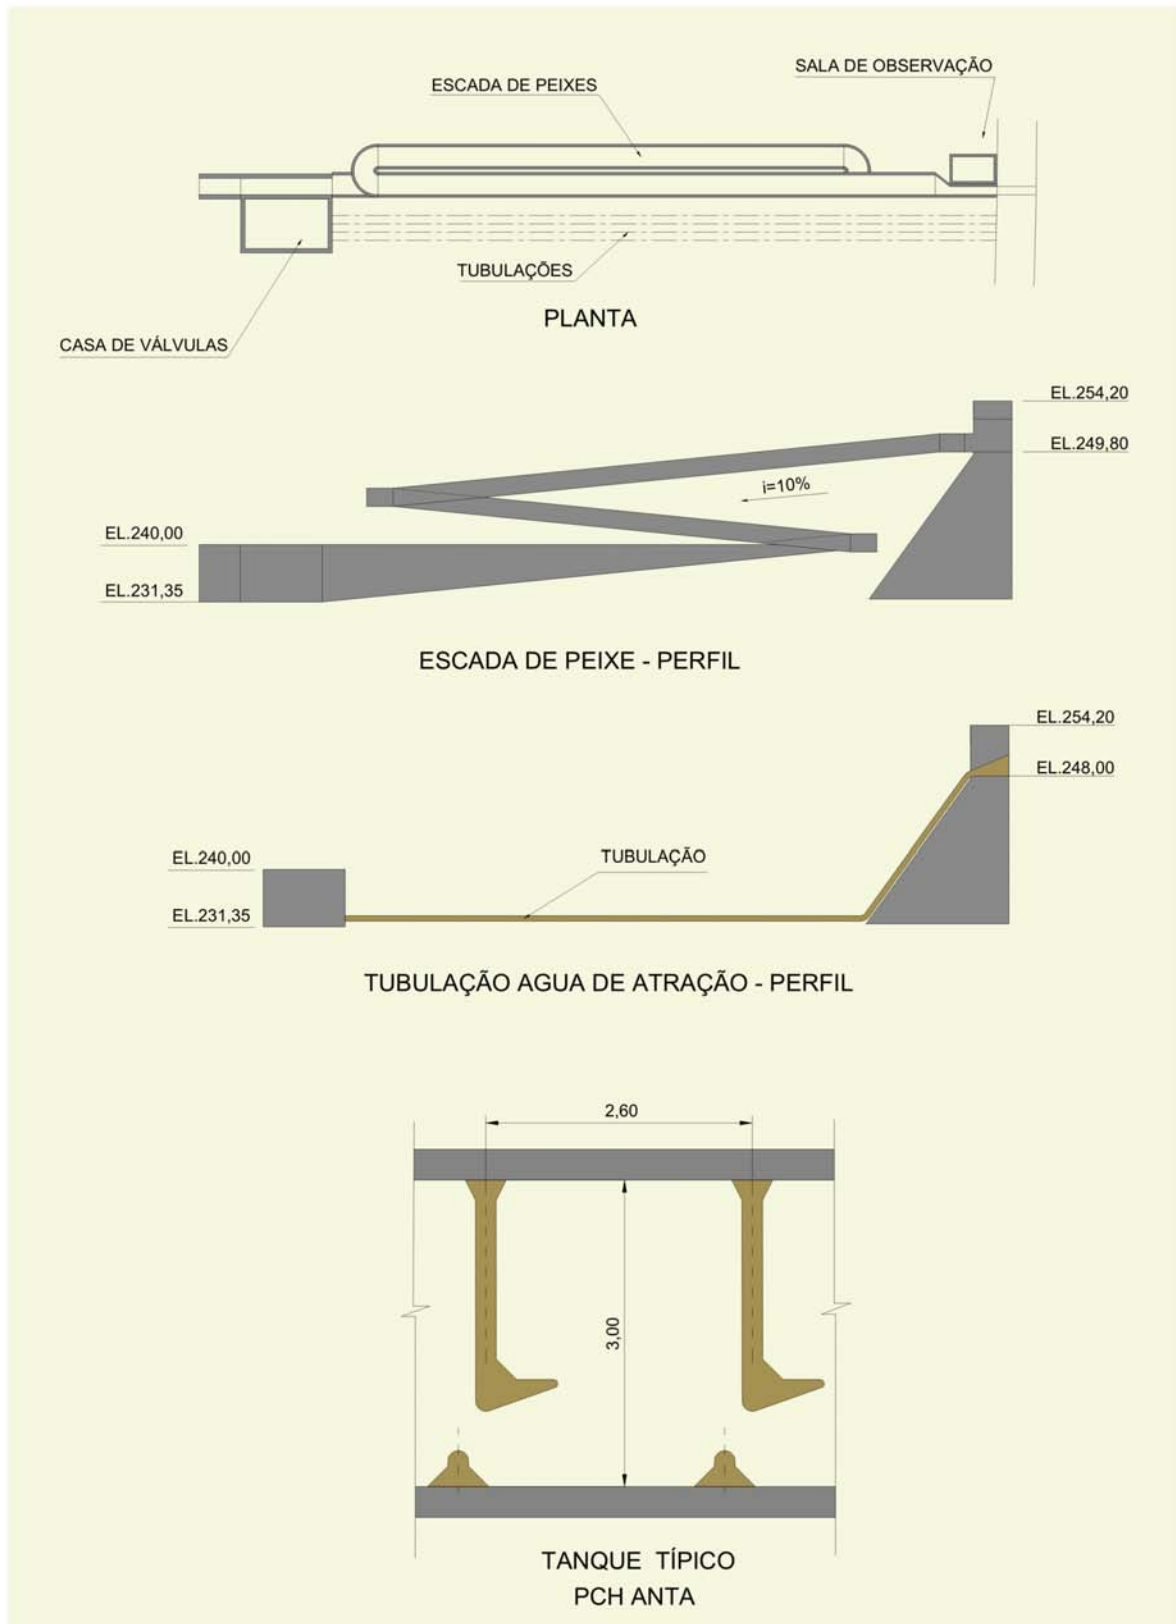 SALA DE OBSERVAÇÃO
ESCADA DE PEIXES
TUBULAÇÕES
PLANTA
CASA DE VÁLVULAS
EL.254,20
EL.249,80
i=10%
EL.240,00
EL.231,35
ESCADA DE PEIXE - PERFIL
EL.254,20
EL.248,00
TUBULAÇÃO
EL.240,00
EL.231,35
TUBULAÇÃO AGUA DE ATRAÇÃO - PERFIL
2,60
3,00
TANQUE TÍPICO
PCH ANTA